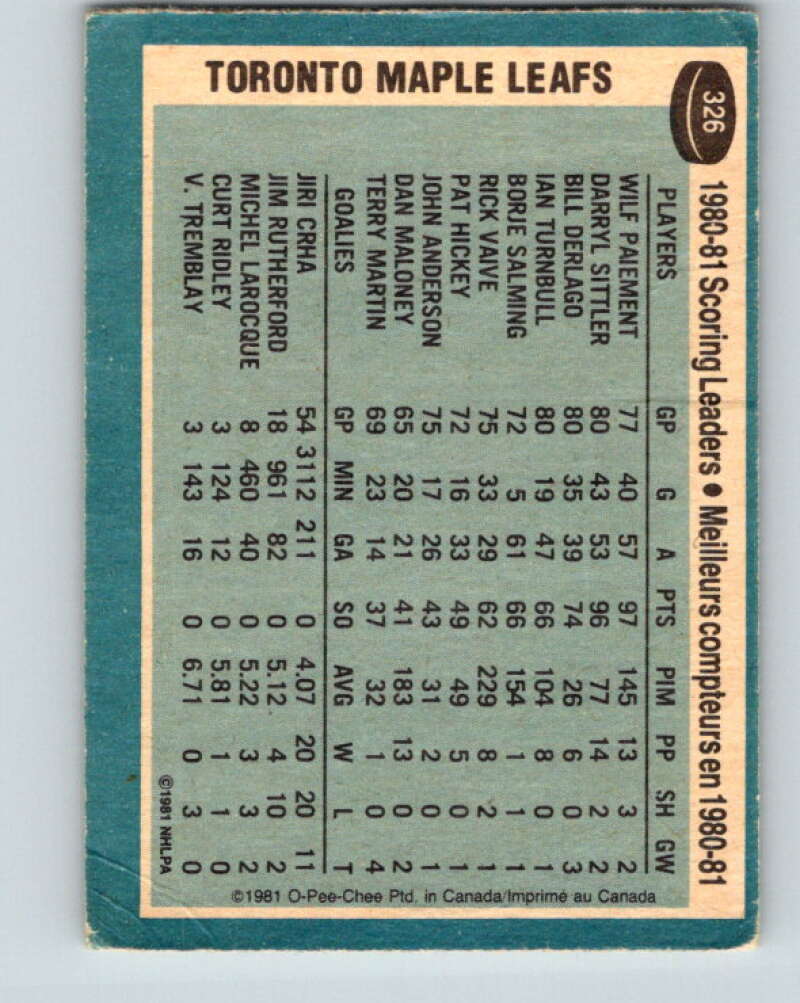 TORONTO MAPLE LEAFS
326
1980-81 Scoring Leaders • Meilleurs compteurs en 1980-81
PLAYERS GP G A PTS PIM PP SH GW
WILF PAIEMENT 77 40 57 97 145 13 3 2
DARRYL SITTLER 80 43 53 96 77 14 2 2
BILL DERLAGO 80 35 39 74 26 6 0 3
IAN TURNBULL 80 19 47 66 104 8 0 1
BORJE SALMING 72 5 61 66 154 1 1 1
RICK VAIVE 75 33 29 62 229 8 2 1
PAT HICKEY 72 16 33 49 49 5 0 1
JOHN ANDERSON 75 17 26 43 31 2 0 1
DAN MALONEY 65 20 21 41 183 13 0 2
TERRY MARTIN 69 23 14 37 32 1 0 4
GOALIES GP MIN GA SO AVG W L T
JIRI CRHA 54 3112 211 0 4.07 20 20 11
JIM RUTHERFORD 18 961 82 0 5.12 4 10 2
MICHEL LAROCQUE 8 460 40 0 5.22 3 3 2
CURT RIDLEY 3 124 12 0 5.81 1 1 0
V. TREMBLAY 3 143 16 0 6.71 0 3 0
©1981 NHLPA
©1981 O-Pee-Chee Ptd. in Canada/Imprimé au Canada